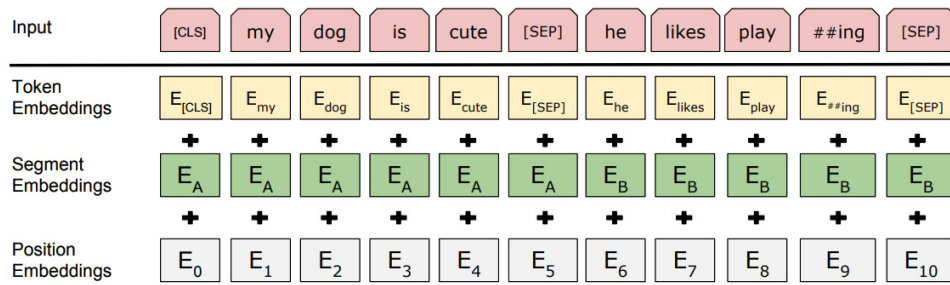 Input [CLS] my dog is cute [SEP] he likes play ##ing [SEP]
Token Embeddings E[CLS] Emy Edog Eis Ecute E[SEP] Ehe Elikes Eplay E##ing E[SEP]
+ + + + + + + + + + +
Segment Embeddings EA EA EA EA EA EA EB EB EB EB EB
+ + + + + + + + + + +
Position Embeddings E0 E1 E2 E3 E4 E5 E6 E7 E8 E9 E10